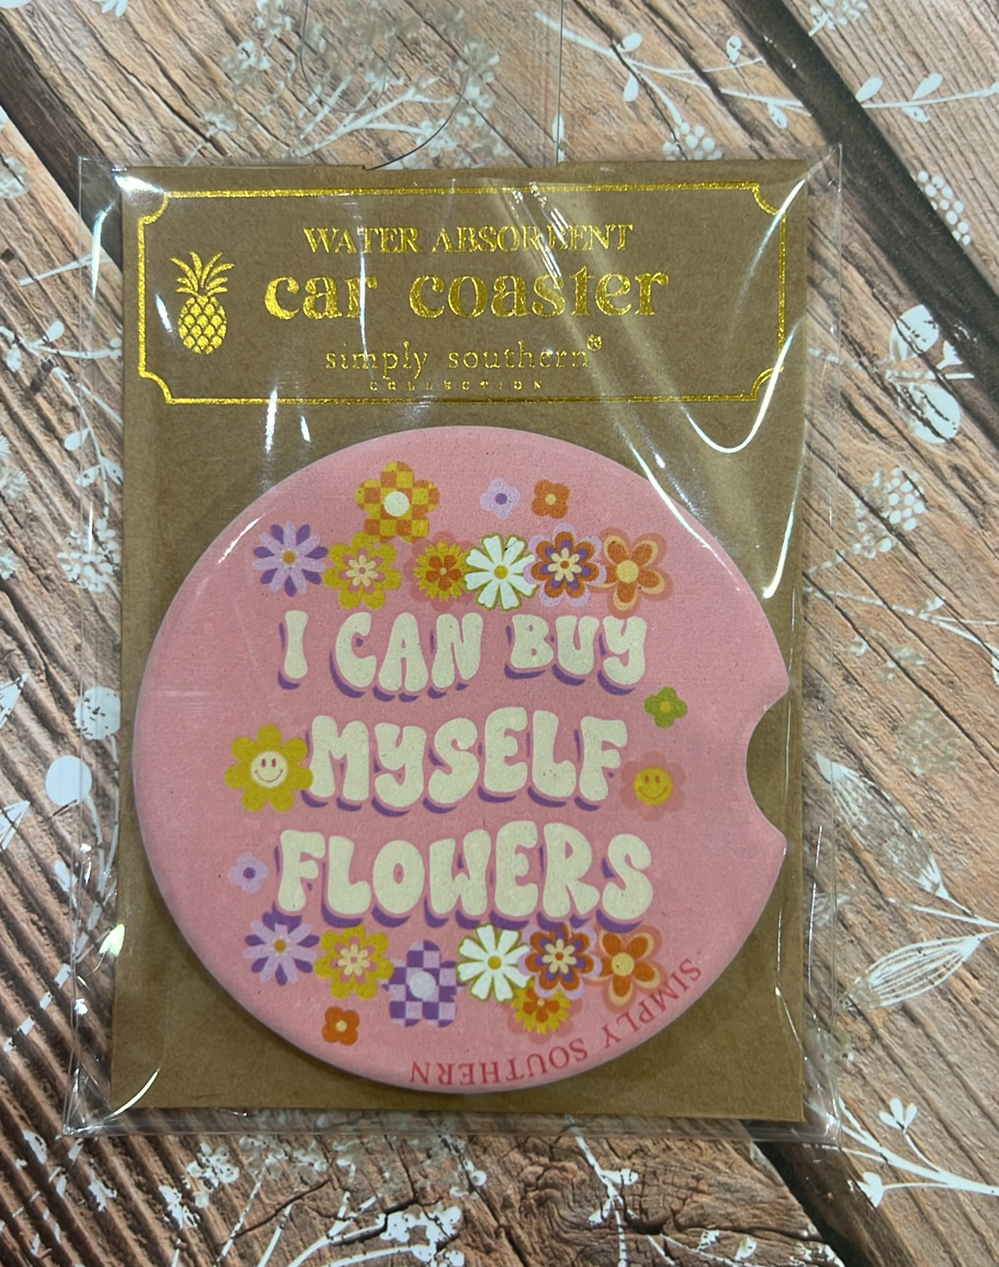 WATER ABSORBENT
car coaster
simply southern®
COLLECTION
I CAN BUY
MYSELF
FLOWERS
SIMPLY SOUTHERN